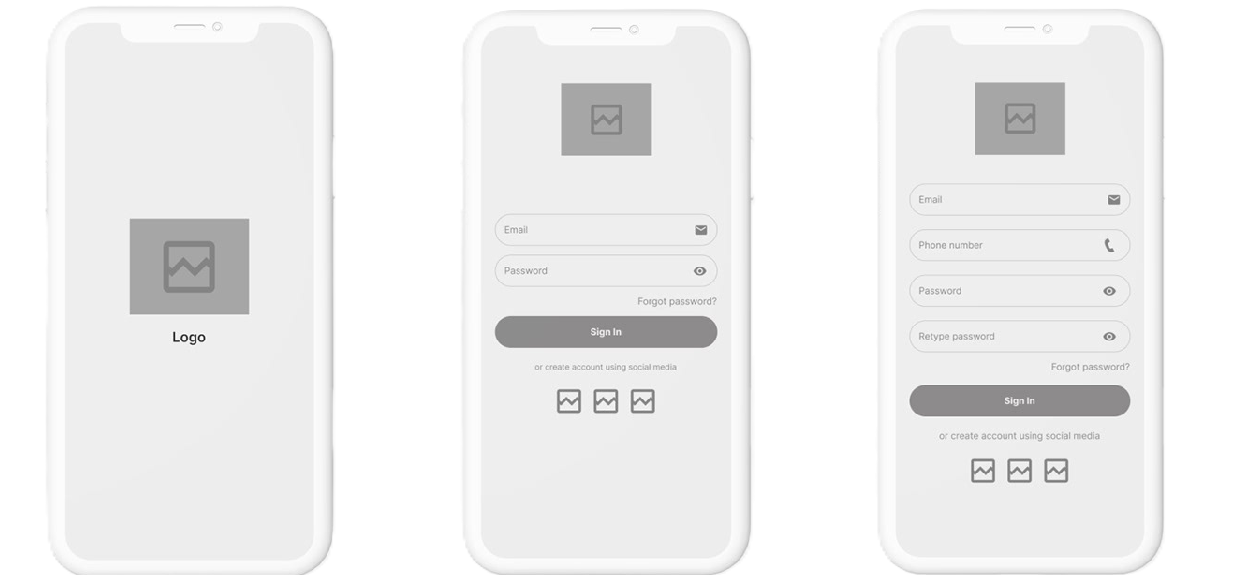 Logo
Email
Password
Forgot password?
Sign In
or create account using social media
Email
Phone number
Password
Retype password
Forgot password?
Sign In
or create account using social media